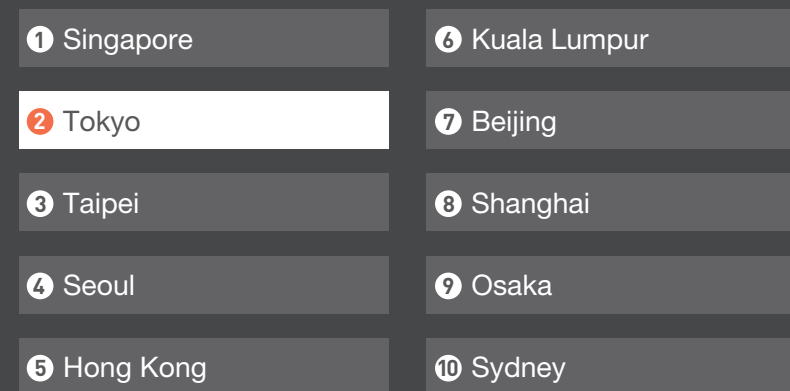 1 Singapore
2 Tokyo
3 Taipei
4 Seoul
5 Hong Kong
6 Kuala Lumpur
7 Beijing
8 Shanghai
9 Osaka
10 Sydney